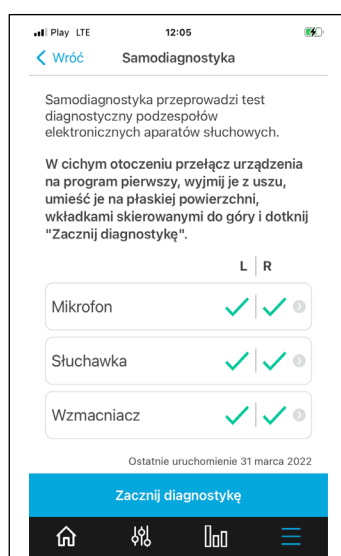 Play LTE 12:05
Wróć Samodiagnostyka
Samodiagnostyka przeprowadzi test
diagnostyczny podzespołów
elektronicznych aparatów słuchowych.
W cichym otoczeniu przełącz urządzenia
na program pierwszy, wyjmij je z uszu,
umieść je na płaskiej powierzchni,
wkładkami skierowanymi do góry i dotknij
"Zacznij diagnostykę".
L R
Mikrofon
Słuchawka
Wzmacniacz
Ostatnie uruchomienie 31 marca 2022
Zacznij diagnostykę